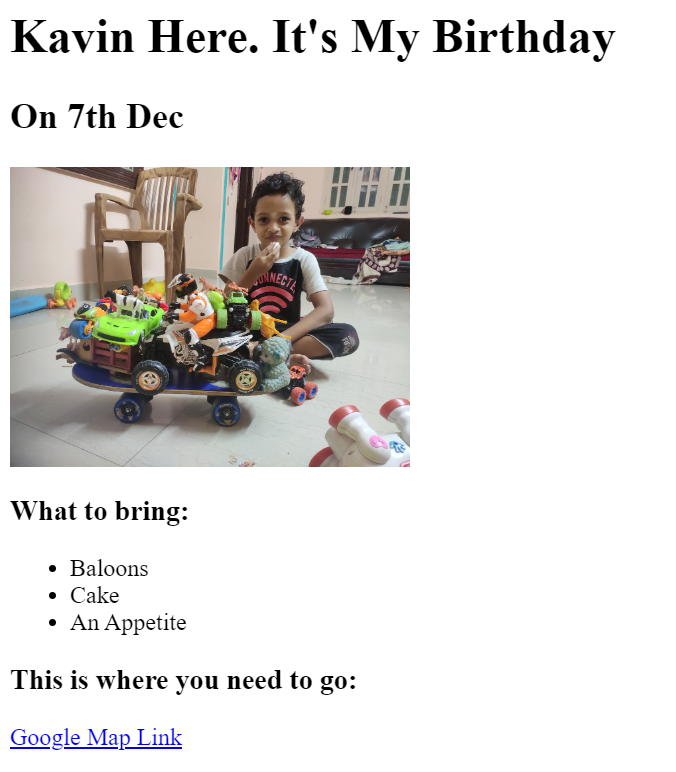 Kavin Here. It's My Birthday
On 7th Dec
CONNECTE
What to bring:
Baloons
Cake
An Appetite
This is where you need to go:
Google Map Link